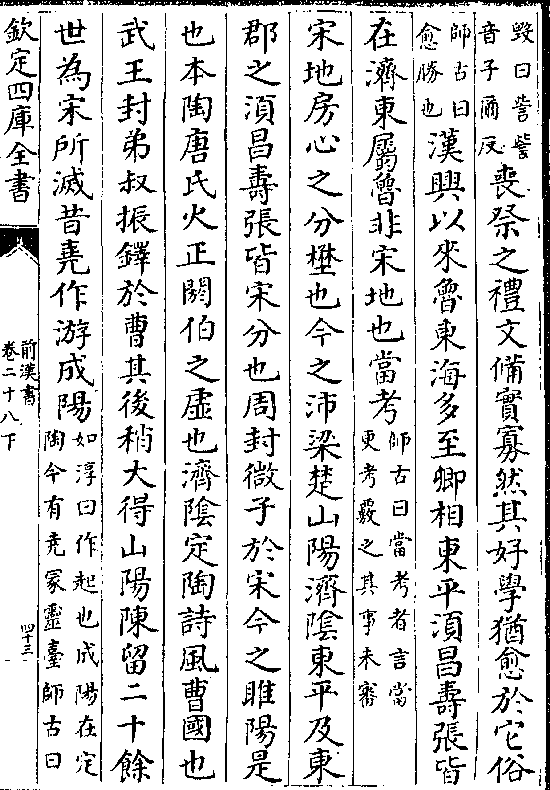 毀曰訾訾
音子爾反
喪祭之禮文備實寡然其好學猶愈於它俗
師古曰
愈勝也
漢興以來魯東海多至卿相東平須昌壽張皆
在濟東屬魯非宋地也當考
師古曰當考者言當
更考覈之其事未審
宋地房心之分壄也今之沛梁楚山陽濟陰東平及東
郡之須昌壽張皆宋分也周封微子於宋今之睢陽是
也本陶唐氏火正閼伯之虛也濟陰定陶詩風曹國也
武王封弟叔振鐸於曹其後稍大得山陽陳留二十餘
世為宋所滅昔堯作游成陽
如淳曰作起也成陽在定
陶今有堯冢靈臺師古曰
欽定四庫全書
前漢書
卷二十八下
四十三